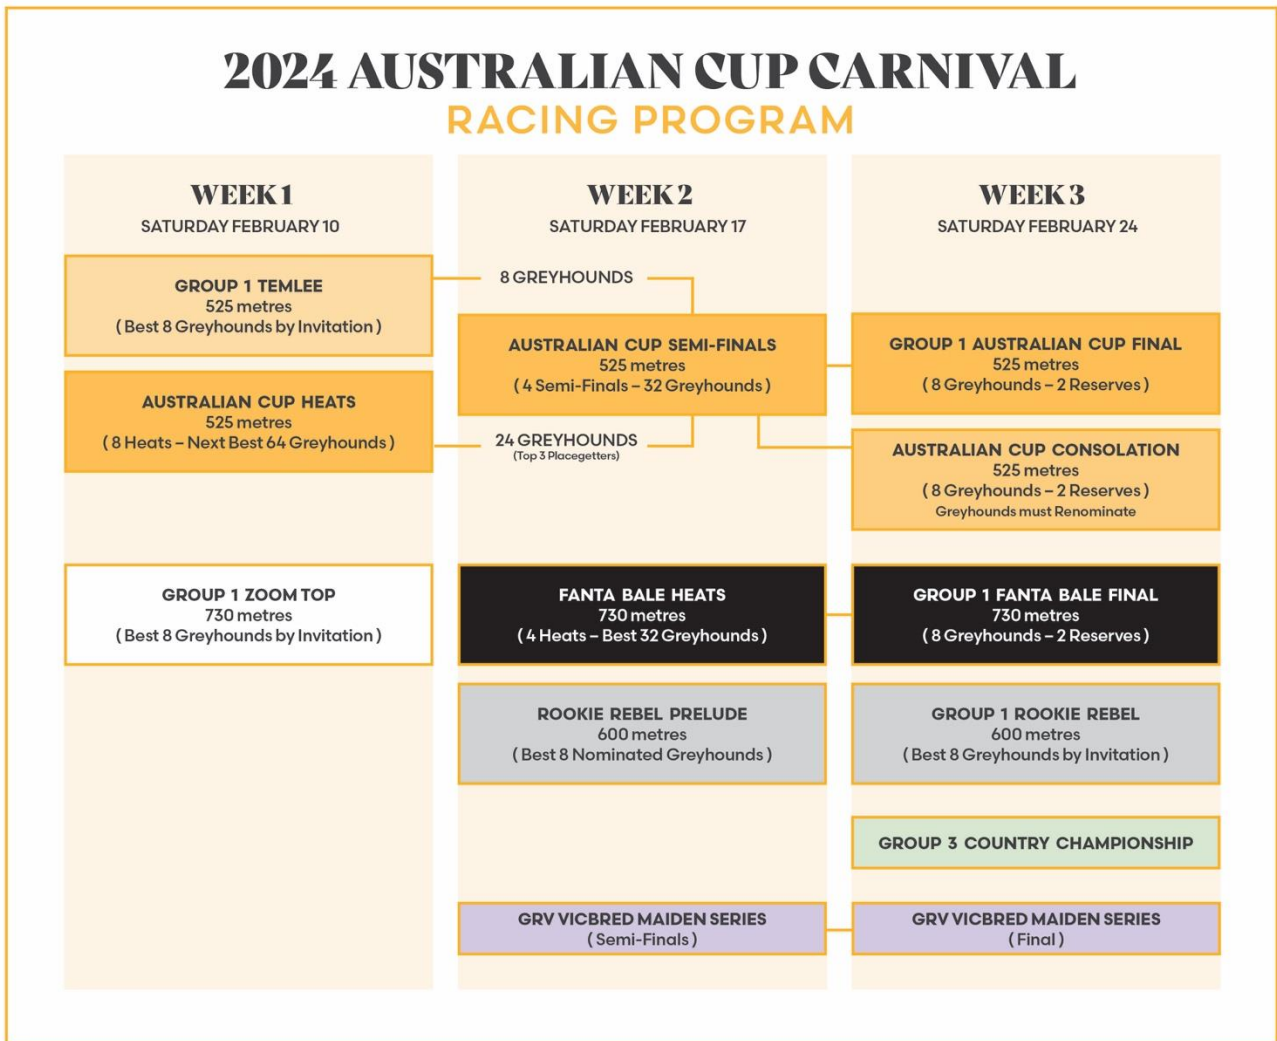 2024 AUSTRALIAN CUP CARNIVAL
RACING PROGRAM
WEEK 1
SATURDAY FEBRUARY 10
GROUP 1 TEMLEE
525 metres
( Best 8 Greyhounds by Invitation )
AUSTRALIAN CUP HEATS
525 metres
( 8 Heats – Next Best 64 Greyhounds )
GROUP 1 ZOOM TOP
730 metres
( Best 8 Greyhounds by Invitation )
WEEK 2
SATURDAY FEBRUARY 17
8 GREYHOUNDS
AUSTRALIAN CUP SEMI-FINALS
525 metres
( 4 Semi-Finals – 32 Greyhounds )
24 GREYHOUNDS
(Top 3 Placegetters)
FANTA BALE HEATS
730 metres
( 4 Heats – Best 32 Greyhounds )
ROOKIE REBEL PRELUDE
600 metres
( Best 8 Nominated Greyhounds )
GRV VICBRED MAIDEN SERIES
( Semi-Finals )
WEEK 3
SATURDAY FEBRUARY 24
GROUP 1 AUSTRALIAN CUP FINAL
525 metres
( 8 Greyhounds – 2 Reserves )
AUSTRALIAN CUP CONSOLATION
525 metres
( 8 Greyhounds – 2 Reserves )
Greyhounds must Renominate
GROUP 1 FANTA BALE FINAL
730 metres
( 8 Greyhounds – 2 Reserves )
GROUP 1 ROOKIE REBEL
600 metres
( Best 8 Greyhounds by Invitation )
GROUP 3 COUNTRY CHAMPIONSHIP
GRV VICBRED MAIDEN SERIES
( Final )